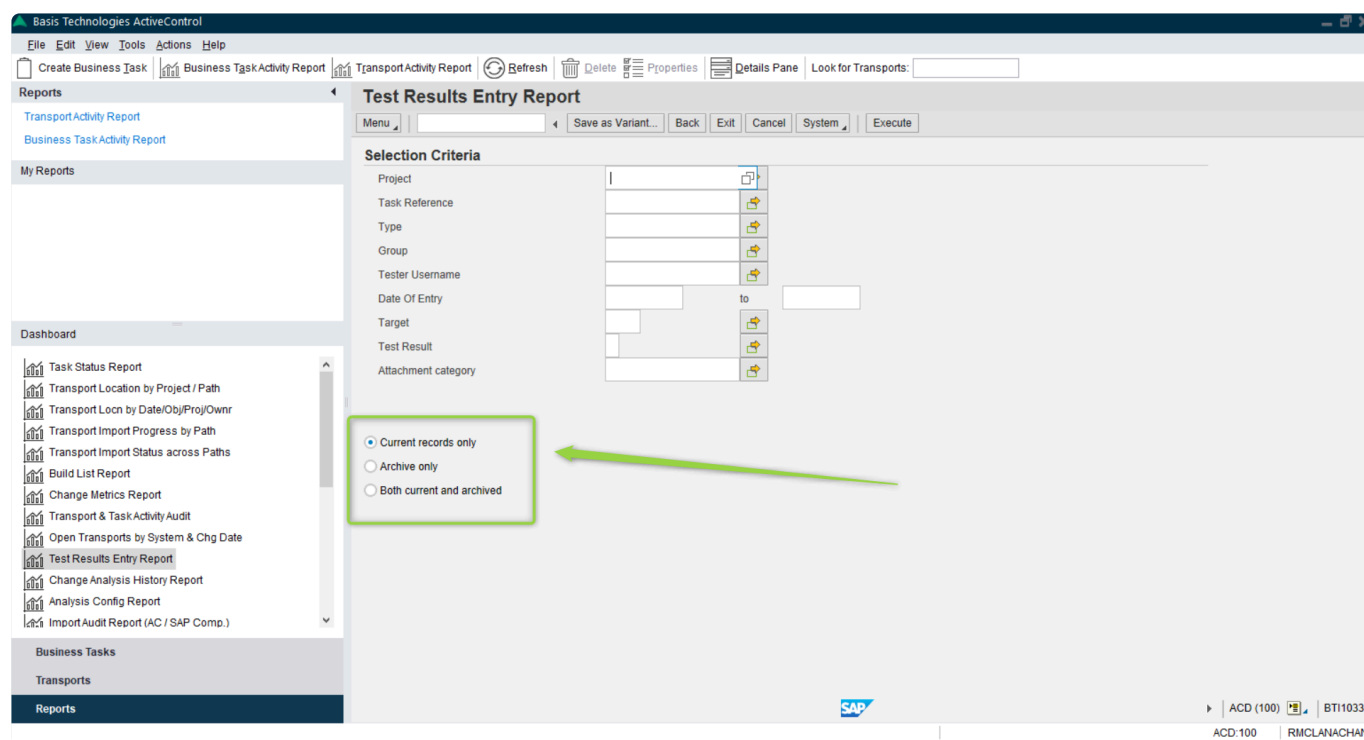 Basis Technologies ActiveControl
File Edit View Tools Actions Help
Create Business Task Business Task Activity Report Transport Activity Report Refresh Delete Properties Details Pane Look for Transports:
Reports
Transport Activity Report
Business Task Activity Report
My Reports
Dashboard
Task Status Report
Transport Location by Project / Path
Transport Locn by Date/Obj/Proj/Ownr
Transport Import Progress by Path
Transport Import Status across Paths
Build List Report
Change Metrics Report
Transport & Task Activity Audit
Open Transports by System & Chg Date
Test Results Entry Report
Change Analysis History Report
Analysis Config Report
Import Audit Report (AC / SAP Comp.)
Business Tasks
Transports
Reports
Test Results Entry Report
Menu Save as Variant... Back Exit Cancel System Execute
Selection Criteria
Project
Task Reference
Type
Group
Tester Username
Date Of Entry to
Target
Test Result
Attachment category
Current records only
Archive only
Both current and archived
SAP ACD (100) BTI1033
ACD:100 RMCLANACHAN